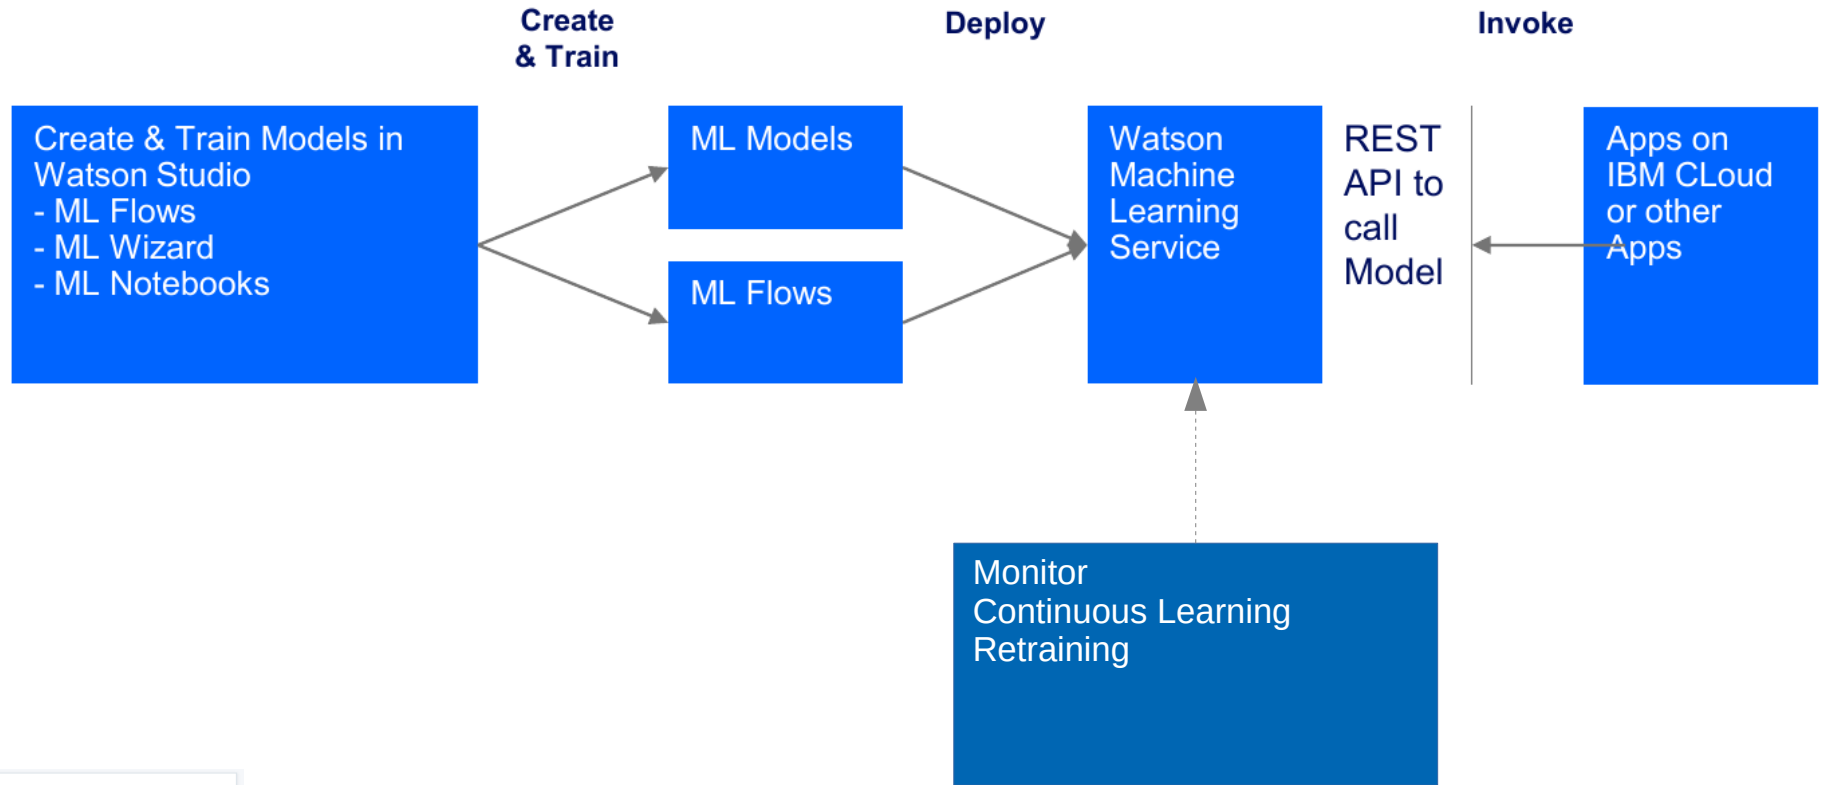 Create
& Train
Deploy
Invoke
Create & Train Models in
Watson Studio
- ML Flows
- ML Wizard
- ML Notebooks
ML Models
ML Flows
Watson
Machine
Learning
Service
REST
API to
call
Model
Apps on
IBM CLoud
or other
Apps
Monitor
Continuous Learning
Retraining